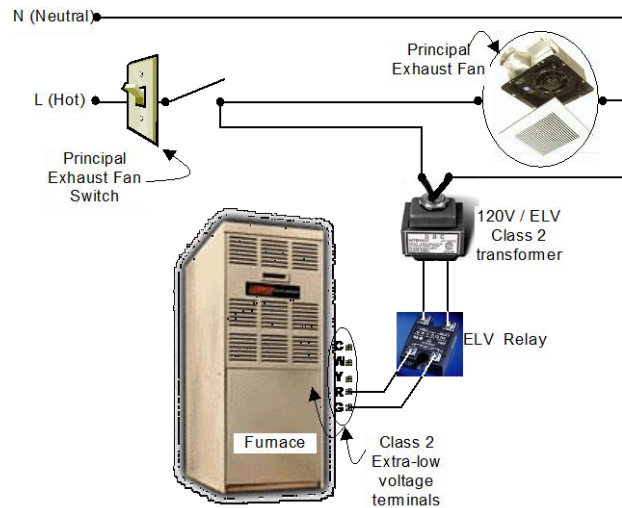 N (Neutral)
Principal
Exhaust Fan
L (Hot)
Principal
Exhaust Fan
Switch
120V / ELV
Class 2
transformer
ELV Relay
C
W
Y
R
G
Furnace
Class 2
Extra-low
voltage
terminals